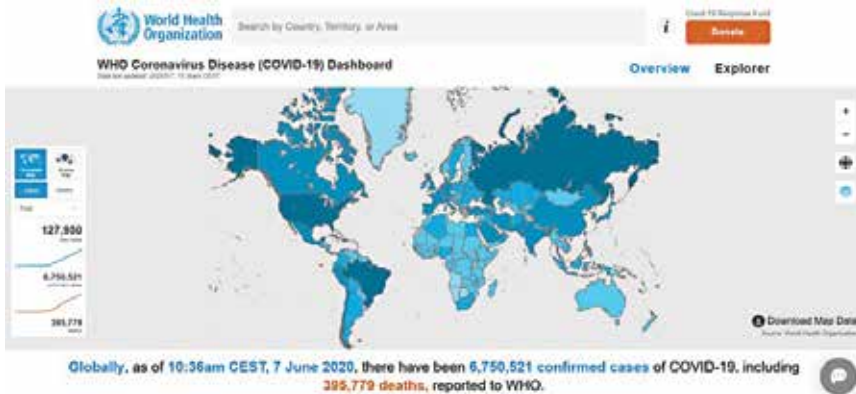 World Health
Organization
Search by Country, Territory, or Area
i
Donate
WHO Coronavirus Disease (COVID-19) Dashboard
Overview
Explorer
+
-
127,930
6,750,521
395,779
Download Map Data
Globally, as of 10:36am CEST, 7 June 2020, there have been 6,750,521 confirmed cases of COVID-19, including
395,779 deaths, reported to WHO.